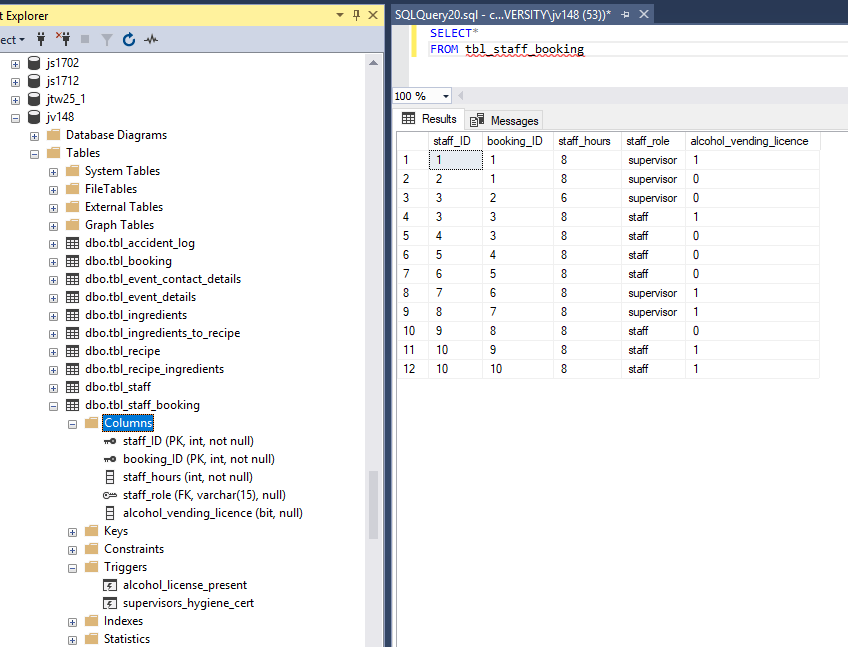 t Explorer
ect
js1702
js1712
jtw25_1
jv148
Database Diagrams
Tables
System Tables
FileTables
External Tables
Graph Tables
dbo.tbl_accident_log
dbo.tbl_booking
dbo.tbl_event_contact_details
dbo.tbl_event_details
dbo.tbl_ingredients
dbo.tbl_ingredients_to_recipe
dbo.tbl_recipe
dbo.tbl_recipe_ingredients
dbo.tbl_staff
dbo.tbl_staff_booking
Columns
staff_ID (PK, int, not null)
booking_ID (PK, int, not null)
staff_hours (int, not null)
staff_role (FK, varchar(15), null)
alcohol_vending_licence (bit, null)
Keys
Constraints
Triggers
alcohol_license_present
supervisors_hygiene_cert
Indexes
Statistics
SQLQuery20.sql - c...VERSITY\jv148 (53))*
SELECT*
FROM tbl_staff_booking
100 %
Results Messages
staff_ID booking_ID staff_hours staff_role alcohol_vending_licence
1 1 1 8 supervisor 1
2 2 1 8 supervisor 0
3 3 2 6 supervisor 0
4 3 3 8 staff 1
5 4 3 8 staff 0
6 5 4 8 staff 0
7 6 5 8 staff 0
8 7 6 8 supervisor 1
9 8 7 8 supervisor 1
10 9 8 8 staff 0
11 10 9 8 staff 1
12 10 10 8 staff 1